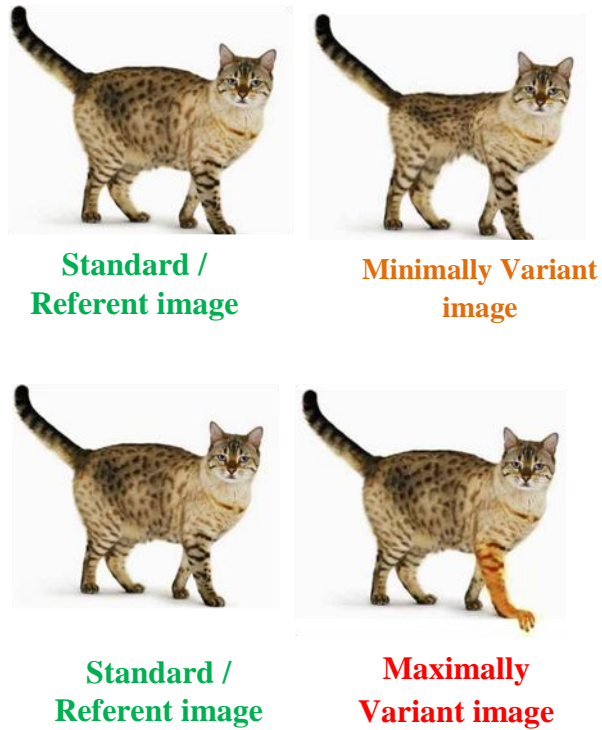 Standard /
Referent image
Minimally Variant
image
Standard /
Referent image
Maximally
Variant image